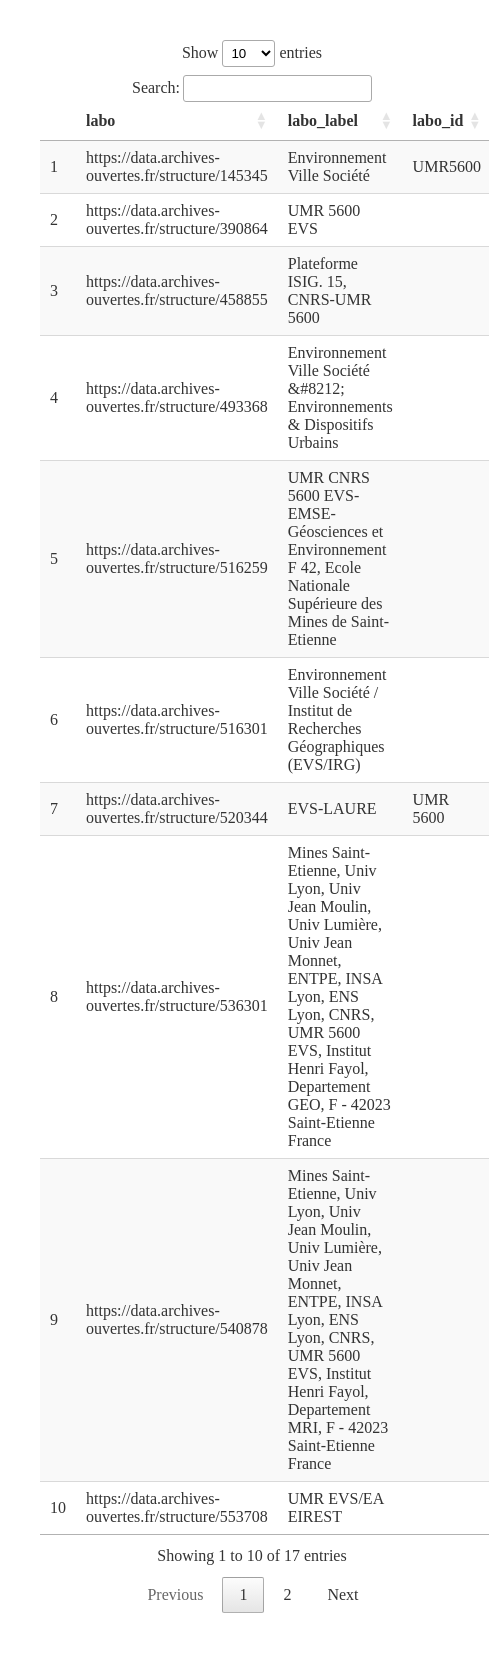 Show 10 entries
Search:
labo labo_label labo_id
1 https://data.archives-ouvertes.fr/structure/145345 Environnement Ville Société UMR5600
2 https://data.archives-ouvertes.fr/structure/390864 UMR 5600 EVS
3 https://data.archives-ouvertes.fr/structure/458855 Plateforme ISIG. 15, CNRS-UMR 5600
4 https://data.archives-ouvertes.fr/structure/493368 Environnement Ville Société &#8212; Environnements & Dispositifs Urbains
5 https://data.archives-ouvertes.fr/structure/516259 UMR CNRS 5600 EVS-EMSE-Géosciences et Environnement F 42, Ecole Nationale Supérieure des Mines de Saint-Etienne
6 https://data.archives-ouvertes.fr/structure/516301 Environnement Ville Société / Institut de Recherches Géographiques (EVS/IRG)
7 https://data.archives-ouvertes.fr/structure/520344 EVS-LAURE UMR 5600
8 https://data.archives-ouvertes.fr/structure/536301 Mines Saint-Etienne, Univ Lyon, Univ Jean Moulin, Univ Lumière, Univ Jean Monnet, ENTPE, INSA Lyon, ENS Lyon, CNRS, UMR 5600 EVS, Institut Henri Fayol, Departement GEO, F - 42023 Saint-Etienne France
9 https://data.archives-ouvertes.fr/structure/540878 Mines Saint-Etienne, Univ Lyon, Univ Jean Moulin, Univ Lumière, Univ Jean Monnet, ENTPE, INSA Lyon, ENS Lyon, CNRS, UMR 5600 EVS, Institut Henri Fayol, Departement MRI, F - 42023 Saint-Etienne France
10 https://data.archives-ouvertes.fr/structure/553708 UMR EVS/EA EIREST
Showing 1 to 10 of 17 entries
Previous 1 2 Next